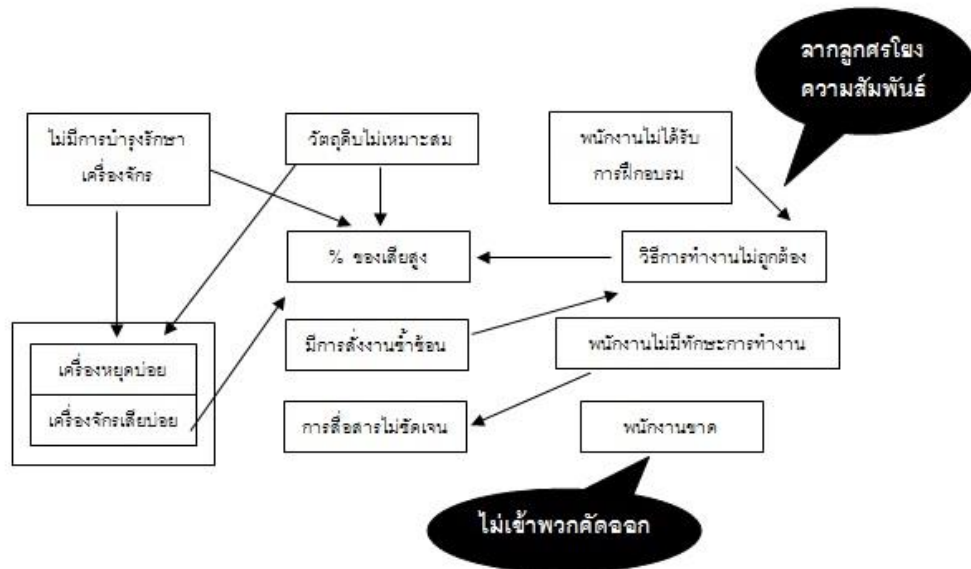 ลากลูกศรโยง
ความสัมพันธ์
ไม่มีการบำรุงรักษา
เครื่องจักร
วัตถุดิบไม่เหมาะสม
พนักงานไม่ได้รับ
การฝึกอบรม
% ของเสียสูง
วิธีการทำงานไม่ถูกต้อง
มีการสั่งงานซ้ำซ้อน
พนักงานไม่มีทักษะการทำงาน
เครื่องหยุดบ่อย
เครื่องจักรเสียบ่อย
การสื่อสารไม่ชัดเจน
พนักงานขาด
ไม่เข้าพวกคัดออก